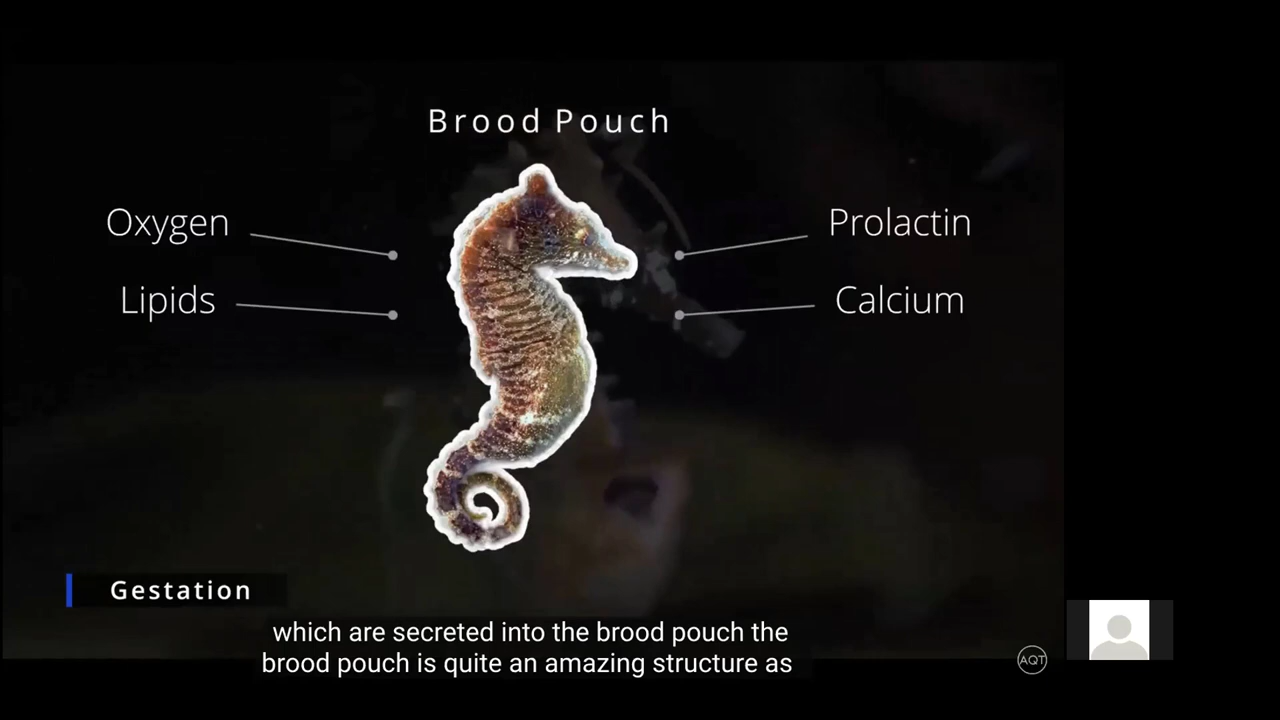 Brood Pouch
Oxygen
Prolactin
Lipids
Calcium
Gestation
which are secreted into the brood pouch the
brood pouch is quite an amazing structure as
AQT